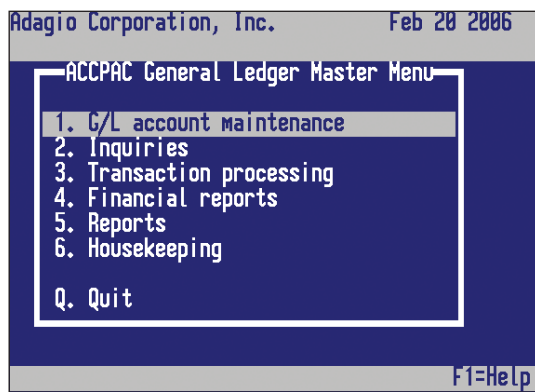 Adagio Corporation, Inc. Feb 20 2006
ACCPAC General Ledger Master Menu
1. G/L account maintenance
2. Inquiries
3. Transaction processing
4. Financial reports
5. Reports
6. Housekeeping
Q. Quit
F1=Help